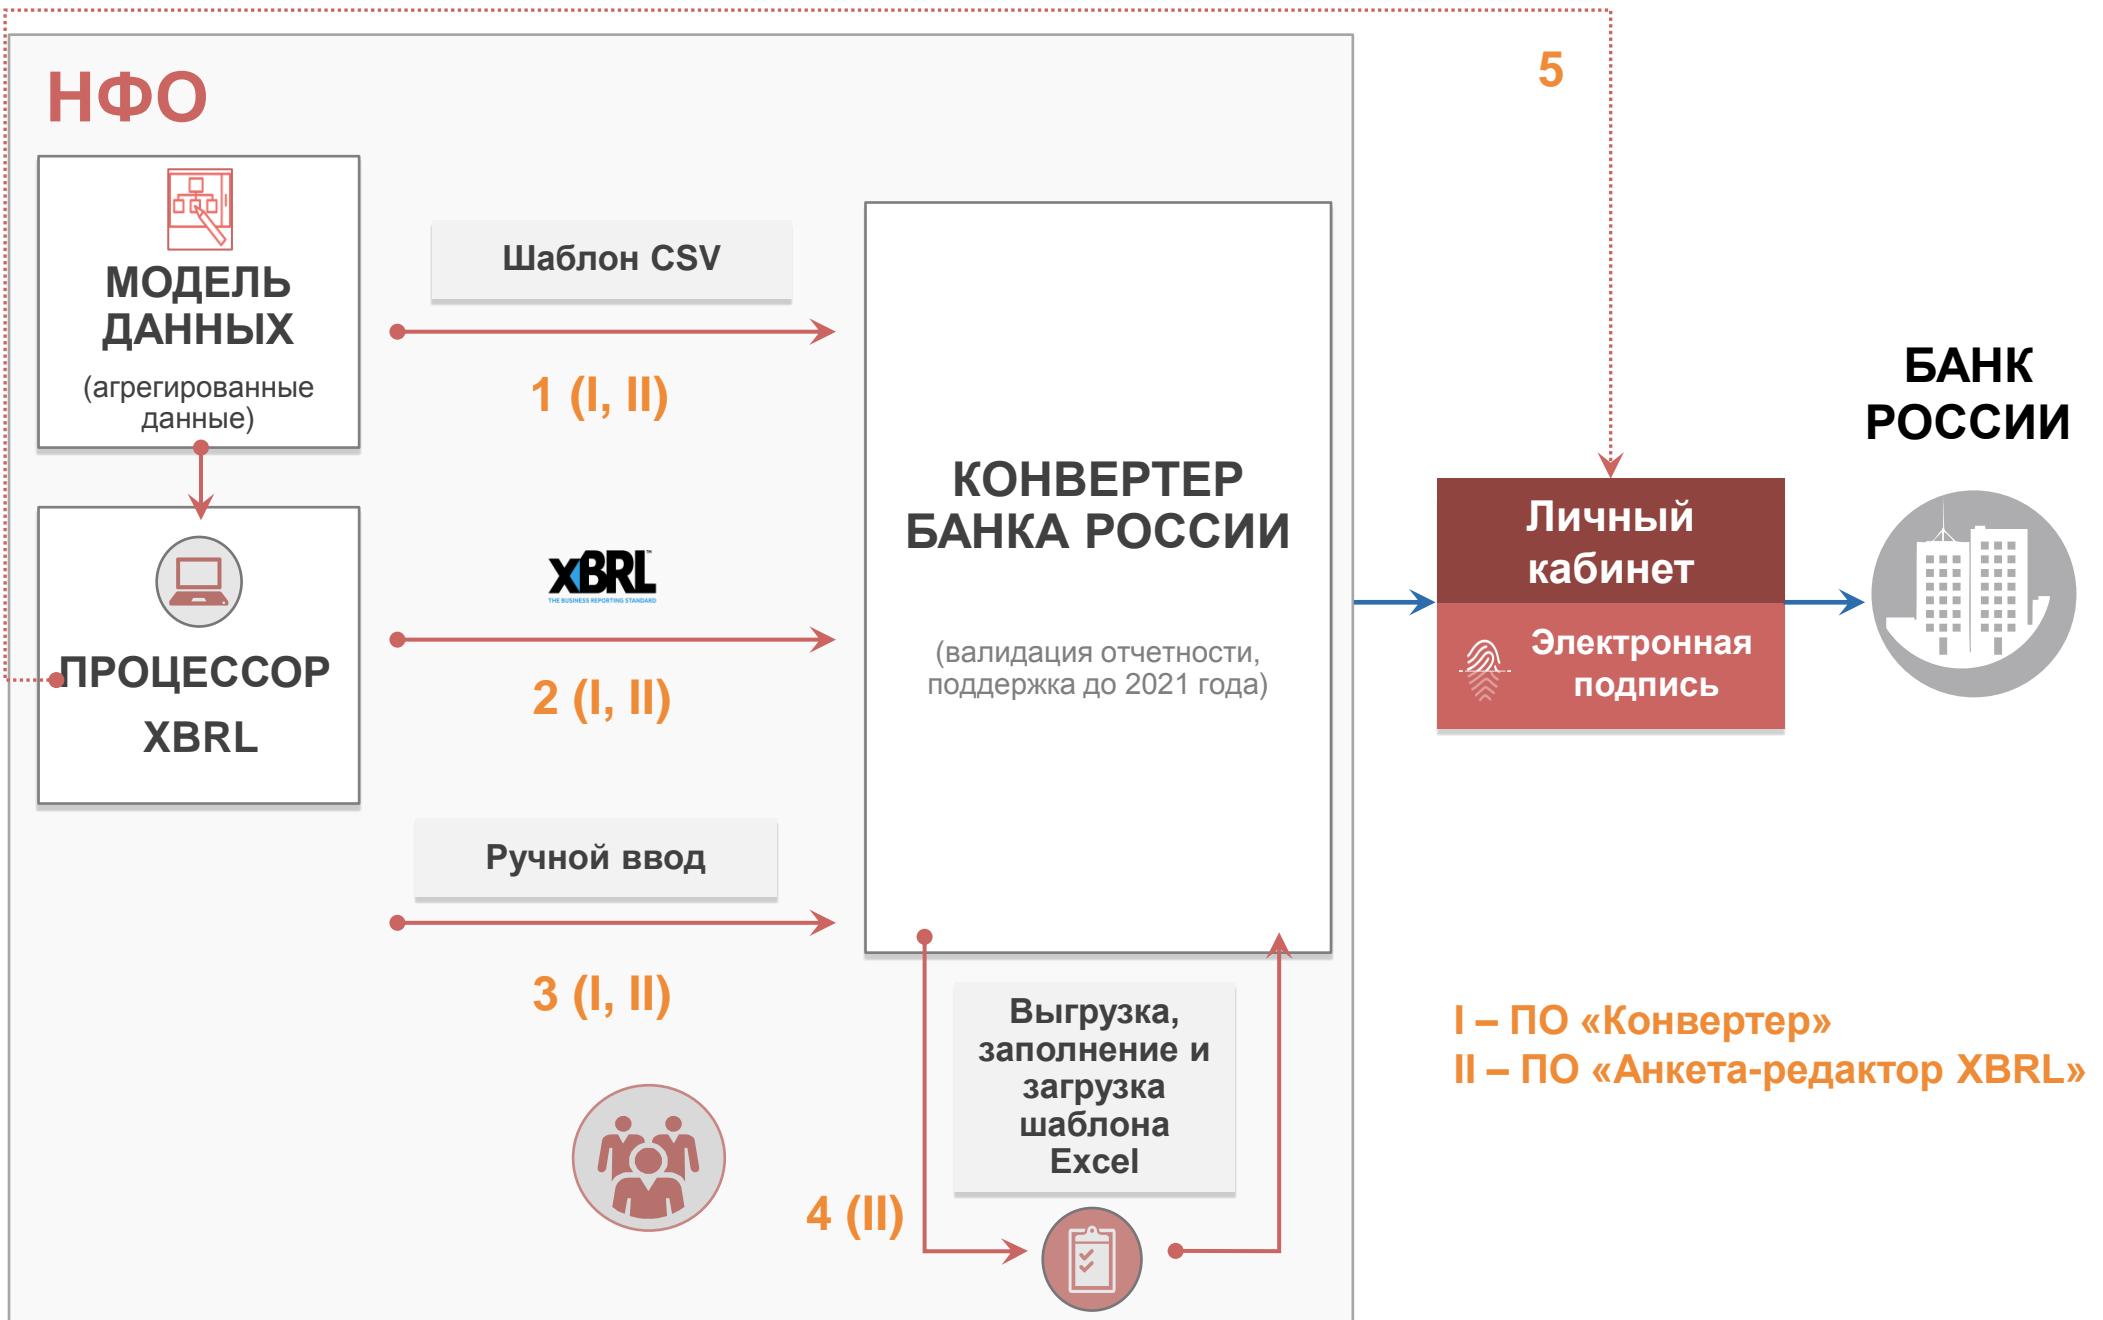 5
НФО
МОДЕЛЬ
ДАННЫХ
(агрегированные
данные)
Шаблон CSV
1 (I, II)
ПРОЦЕССОР
XBRL
XBRL™
THE BUSINESS REPORTING STANDARD
2 (I, II)
Ручной ввод
3 (I, II)
КОНВЕРТЕР
БАНКА РОССИИ
(валидация отчетности,
поддержка до 2021 года)
Выгрузка,
заполнение и
загрузка
шаблона
Excel
4 (II)
Личный
кабинет
Электронная
подпись
БАНК
РОССИИ
I – ПО «Конвертер»
II – ПО «Анкета-редактор XBRL»